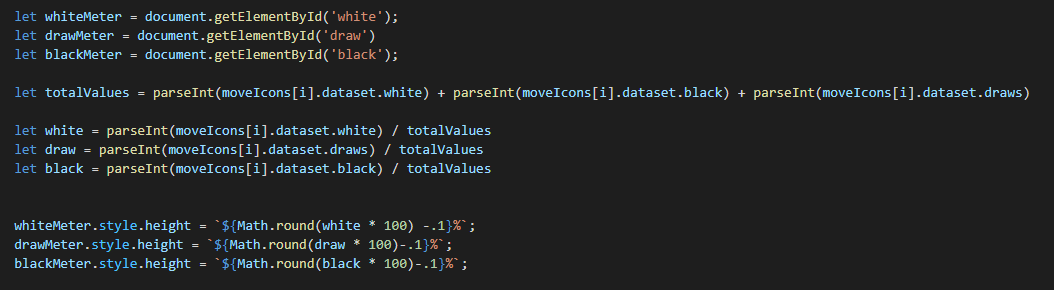 let whiteMeter = document.getElementById('white');
let drawMeter = document.getElementById('draw')
let blackMeter = document.getElementById('black');
let totalValues = parseInt(moveIcons[i].dataset.white) + parseInt(moveIcons[i].dataset.black) + parseInt(moveIcons[i].dataset.draws)
let white = parseInt(moveIcons[i].dataset.white) / totalValues
let draw = parseInt(moveIcons[i].dataset.draws) / totalValues
let black = parseInt(moveIcons[i].dataset.black) / totalValues
whiteMeter.style.height = `${Math.round(white * 100) -.1}%`;
drawMeter.style.height = `${Math.round(draw * 100)-.1}%`;
blackMeter.style.height = `${Math.round(black * 100)-.1}%`;